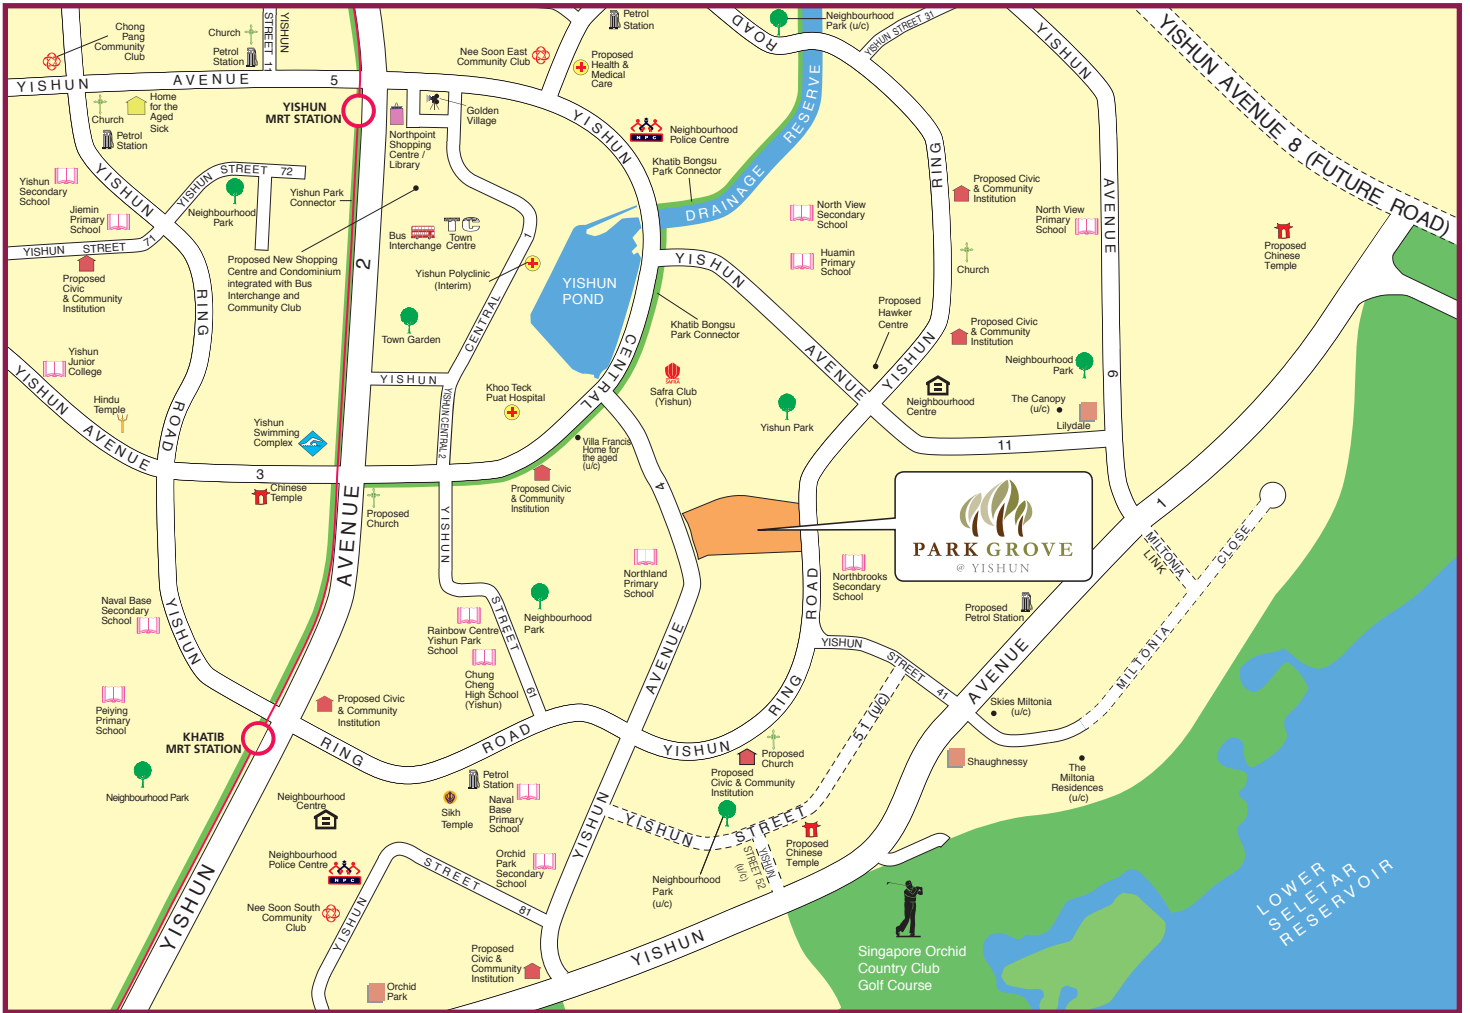 Chong
Pang
Community
Club
Church
Petrol
Station
STREET 11
YISHUN
Nee Soon East
Community Club
Petrol
Station
Proposed
Health &
Medical
Care
ROAD
Neighbourhood
Park (u/c)
YISHUN STREET 31
YISHUN
YISHUN AVENUE 8 (FUTURE ROAD)
YISHUN AVENUE 5
YISHUN
MRT STATION
Church
Home
for the
Aged
Sick
Petrol
Station
Golden
Village
Northpoint
Shopping
Centre /
Library
YISHUN
Neighbourhood
Police Centre
NPC
Khatib Bongsu
Park Connector
DRAINAGE RESERVE
RING
Proposed Civic
& Community
Institution
AVENUE
North View
Primary
School
Proposed
Chinese
Temple
Yishun
Secondary
School
Jiemin
Primary
School
YISHUN
YISHUN STREET 72
Neighbourhood
Park
Yishun Park
Connector
YISHUN STREET 71
Proposed
Civic
& Community
Institution
Proposed New Shopping
Centre and Condominium
integrated with Bus
Interchange and
Community Club
2
Bus
Interchange
TC
Town
Centre
1
Yishun Polyclinic
(Interim)
YISHUN
POND
North View
Secondary
School
Huamin
Primary
School
Church
YISHUN
RING
Town Garden
CENTRAL
Khatib Bongsu
Park Connector
Proposed
Hawker
Centre
Proposed Civic
& Community
Institution
Neighbourhood
Park
6
Yishun
Junior
College
YISHUN
YISHUN CENTRAL 2
Khoo Teck
Puat Hospital
CENTRAL
SAFRA
Safra Club
(Yishun)
AVENUE
YISHUN
Neighbourhood
Centre
The Canopy
(u/c)
Lilydale
Hindu
Temple
ROAD
YISHUN AVENUE
Yishun
Swimming
Complex
Yishun Park
Villa Francis
Home for
the aged
(u/c)
11
3
Chinese
Temple
AVENUE
Proposed
Church
Proposed Civic
& Community
Institution
4
PARK GROVE
@ YISHUN
1
MILTONIA
LINK
MILTONIA CLOSE
YISHUN
Northland
Primary
School
Northbrooks
Secondary
School
ROAD
Proposed
Petrol Station
Naval Base
Secondary
School
YISHUN
Rainbow Centre
Yishun Park
School
STREET
Neighbourhood
Park
Chung
Cheng
High School
(Yishun)
61
AVENUE
YISHUN STREET 41
AVENUE
Skies Miltonia
(u/c)
Peiying
Primary
School
KHATIB
MRT STATION
Proposed Civic
& Community
Institution
RING ROAD
YISHUN RING
Proposed
Church
Proposed
Civic & Community
Institution
51 (u/c)
Shaughnessy
The
Miltonia
Residences
(u/c)
Neighbourhood Park
Neighbourhood
Centre
Petrol
Station
Sikh
Temple
Naval
Base
Primary
School
YISHUN
YISHUN STREET
YISHUN
STREET 52
(u/c)
Proposed
Chinese
Temple
Neighbourhood
Police Centre
NPC
YISHUN
Nee Soon South
Community
Club
YISHUN
STREET 81
Orchid
Park
Secondary
School
Neighbourhood
Park
(u/c)
Proposed
Civic &
Community
Institution
Orchid
Park
YISHUN
Singapore Orchid
Country Club
Golf Course
LOWER
SELETAR
RESERVOIR